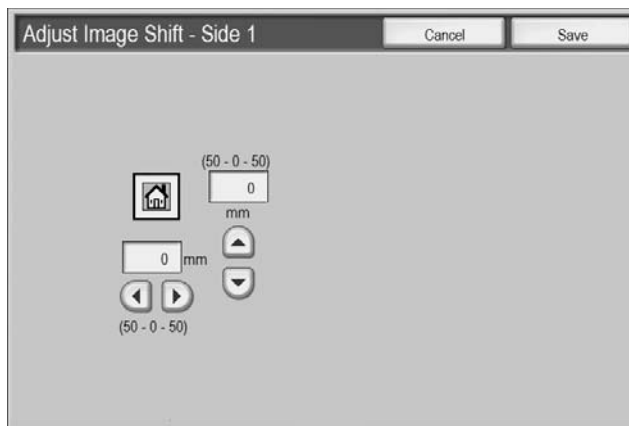 Adjust Image Shift - Side 1
Cancel
Save
(50 - 0 - 50)
0
mm
0 mm
(50 - 0 - 50)